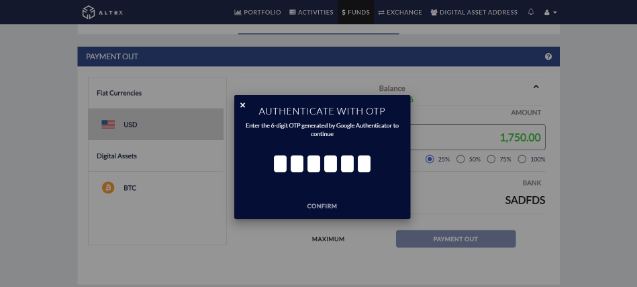 ALTEX
PORTFOLIO ACTIVITIES $ FUNDS EXCHANGE DIGITAL ASSET ADDRESS
PAYMENT OUT
Fiat Currencies
USD
Digital Assets
BTC
Balance
AMOUNT
1,750.00
25% 50% 75% 100%
BANK
SADFDS
MAXIMUM PAYMENT OUT
×
AUTHENTICATE WITH OTP
Enter the 6-digit OTP generated by Google Authenticator to
continue
CONFIRM